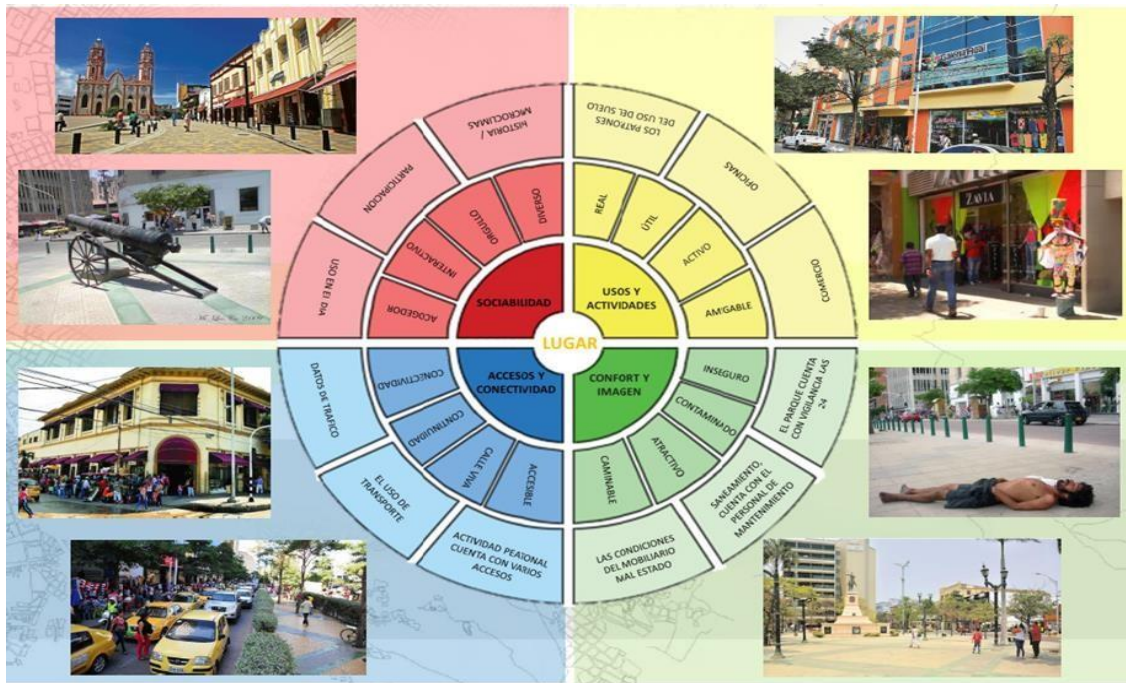 HISTORIA /
MICROCLIMAS
PARTICIPACION
USO EN EL DIA
DIVERSO
ORGULLO
INTERACTIVO
ACOGEDOR
SOCIABILIDAD
LOS PATRONES
DEL USO DEL SUELO
OFICINAS
COMERCIO
REAL
ÚTIL
ACTIVO
AMIGABLE
USOS Y
ACTIVIDADES
LUGAR
ACCESOS Y
CONECTIVIDAD
CONECTIVIDAD
CONTINUIDAD
CALLE VIVA
ACCESIBLE
DATOS DE TRAFICO
EL USO DE
TRANSPORTE
ACTIVIDAD PEATONAL
CUENTA CON VARIOS
ACCESOS
CONFORT Y
IMAGEN
INSEGURO
CONTAMINADO
ATRACTIVO
CAMINABLE
EL PARQUE CUENTA
CON VIGILANCIA LAS
24
SANEAMIENTO,
CUENTA CON EL
PERSONAL DE
MANTENIMIENTO
LAS CONDICIONES
DEL MOBILIARIO
MAL ESTADO
ZAVIA